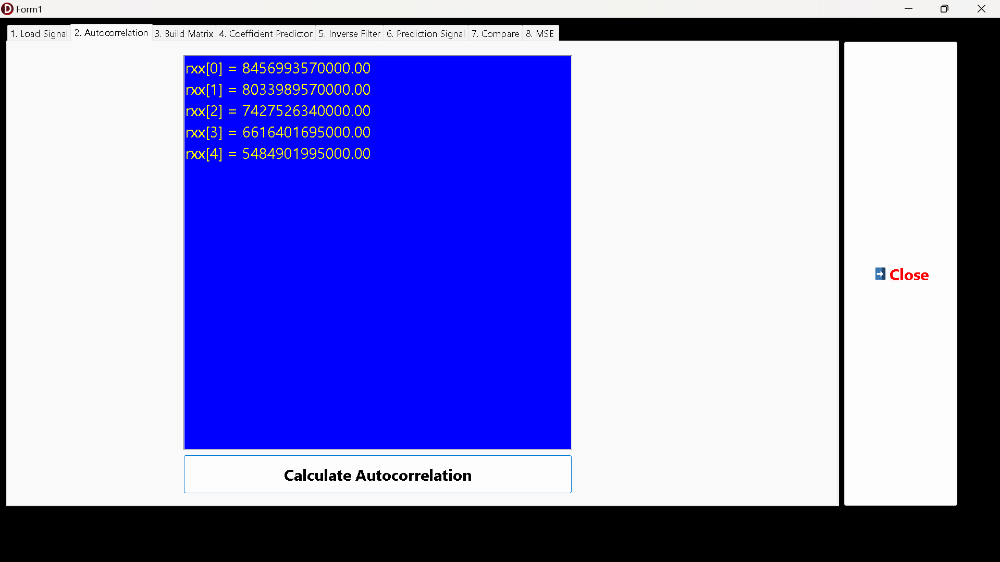 Form1
1. Load Signal 2. Autocorrelation 3. Build Matrix 4. Coefficient Predictor 5. Inverse Filter 6. Prediction Signal 7. Compare 8. MSE
rxx[0] = 8456993570000.00
rxx[1] = 8033989570000.00
rxx[2] = 7427526340000.00
rxx[3] = 6616401695000.00
rxx[4] = 5484901995000.00
Close
Calculate Autocorrelation